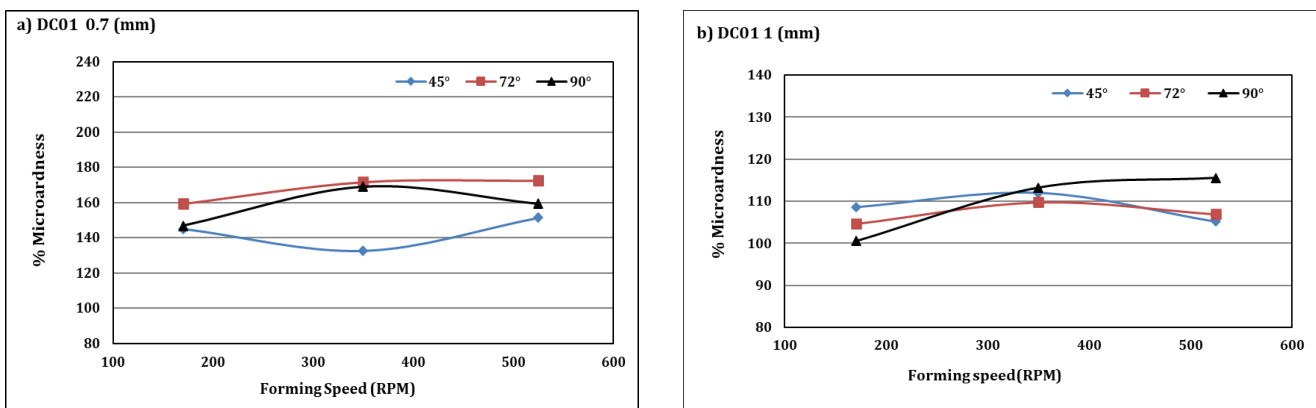 a) DC01 0.7 (mm)
45° 72° 90°
% Microardness
240
220
200
180
160
140
120
100
80
100 200 300 400 500 600
Forming Speed (RPM)
b) DC01 1 (mm)
45° 72° 90°
% Microardness
140
130
120
110
100
90
80
100 200 300 400 500 600
Forming speed(RPM)